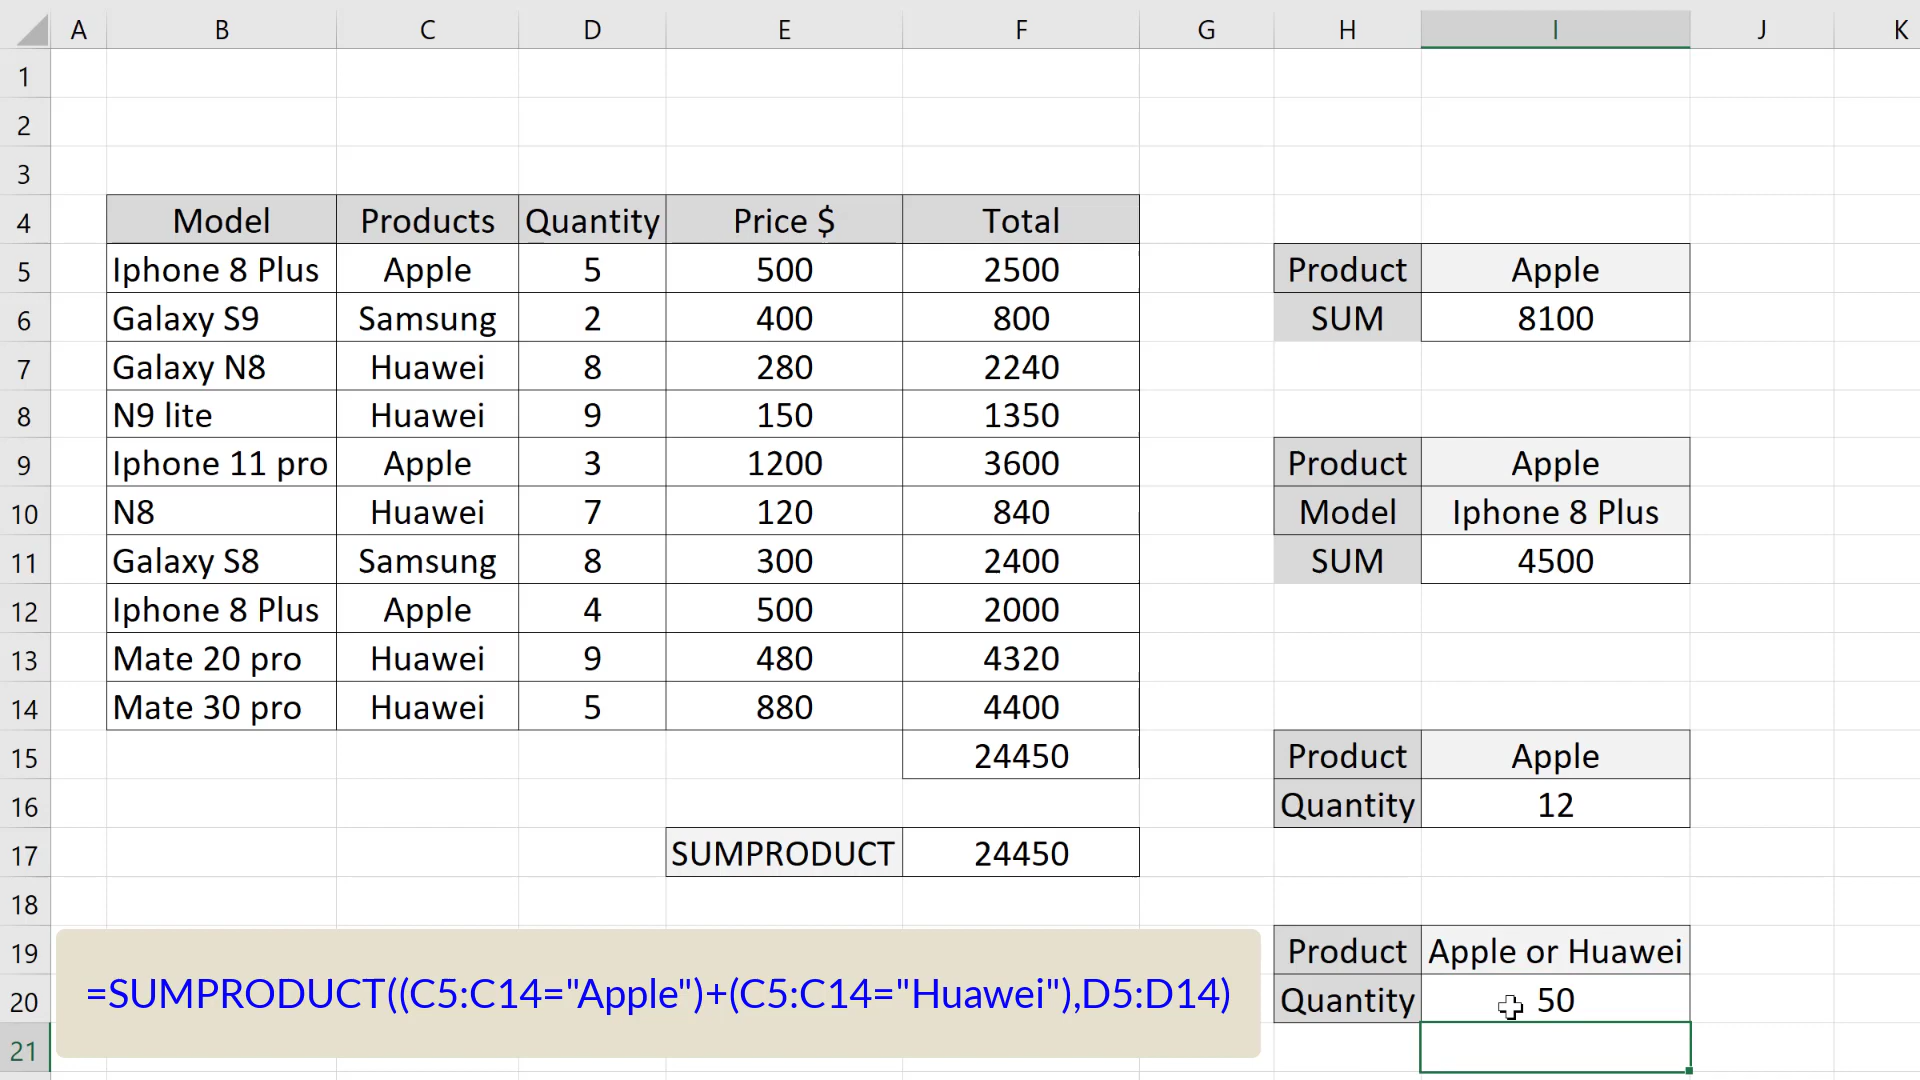 A B C D E F G H I J K
1
2
3
4 Model Products Quantity Price $ Total
5 Iphone 8 Plus Apple 5 500 2500 Product Apple
6 Galaxy S9 Samsung 2 400 800 SUM 8100
7 Galaxy N8 Huawei 8 280 2240
8 N9 lite Huawei 9 150 1350
9 Iphone 11 pro Apple 3 1200 3600 Product Apple
10 N8 Huawei 7 120 840 Model Iphone 8 Plus
11 Galaxy S8 Samsung 8 300 2400 SUM 4500
12 Iphone 8 Plus Apple 4 500 2000
13 Mate 20 pro Huawei 9 480 4320
14 Mate 30 pro Huawei 5 880 4400
15 24450 Product Apple
16 Quantity 12
17 SUMPRODUCT 24450
18
19 Product Apple or Huawei
20 =SUMPRODUCT((C5:C14="Apple")+(C5:C14="Huawei"),D5:D14) Quantity 50
21